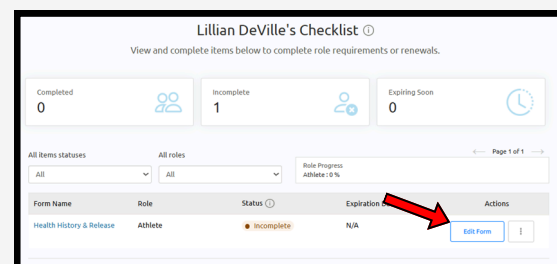 Lillian DeVille's Checklist
View and complete items below to complete role requirements or renewals.
Completed
0
Incomplete
1
Expiring Soon
0
All items statuses
All
All roles
All
Page 1 of 1
Role Progress
Athlete : 0 %
Form Name Role Status Expiration Actions
Health History & Release Athlete Incomplete N/A Edit Form